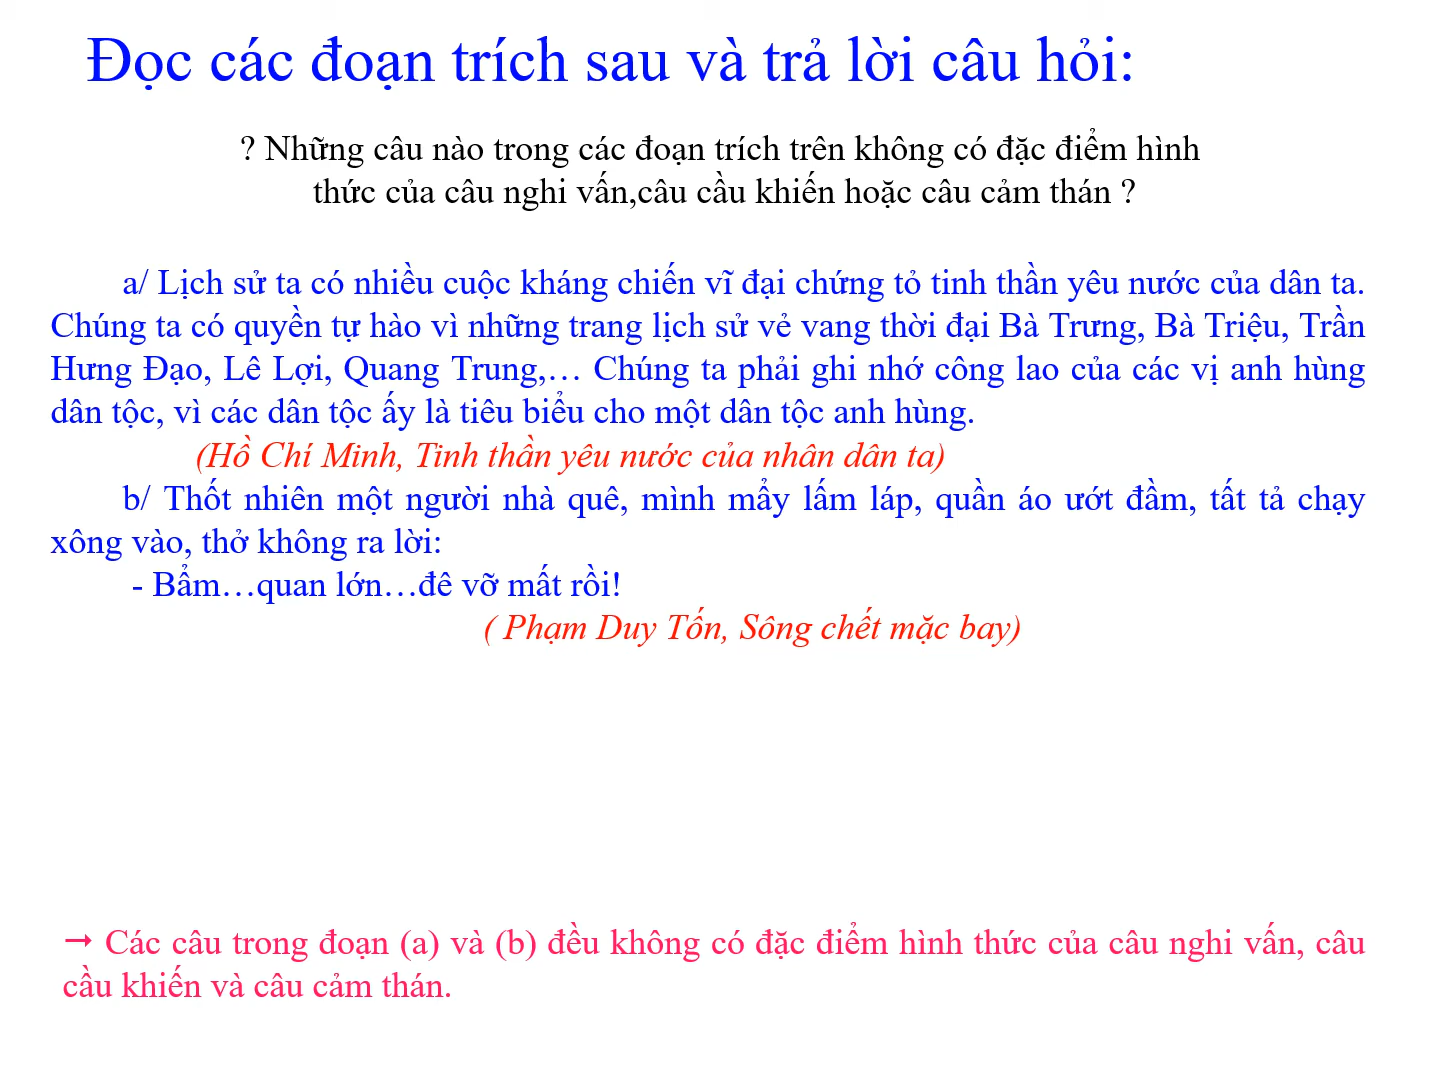 Đọc các đoạn trích sau và trả lời câu hỏi:
? Những câu nào trong các đoạn trích trên không có đặc điểm hình
thức của câu nghi vấn,câu cầu khiến hoặc câu cảm thán ?
a/ Lịch sử ta có nhiều cuộc kháng chiến vĩ đại chứng tỏ tinh thần yêu nước của dân ta.
Chúng ta có quyền tự hào vì những trang lịch sử vẻ vang thời đại Bà Trưng, Bà Triệu, Trần
Hưng Đạo, Lê Lợi, Quang Trung,… Chúng ta phải ghi nhớ công lao của các vị anh hùng
dân tộc, vì các dân tộc ấy là tiêu biểu cho một dân tộc anh hùng.
(Hồ Chí Minh, Tinh thần yêu nước của nhân dân ta)
b/ Thốt nhiên một người nhà quê, mình mẩy lấm láp, quần áo ướt đầm, tất tả chạy
xông vào, thở không ra lời:
- Bẩm…quan lớn…đê vỡ mất rồi!
( Phạm Duy Tốn, Sông chết mặc bay)
→ Các câu trong đoạn (a) và (b) đều không có đặc điểm hình thức của câu nghi vấn, câu
cầu khiến và câu cảm thán.